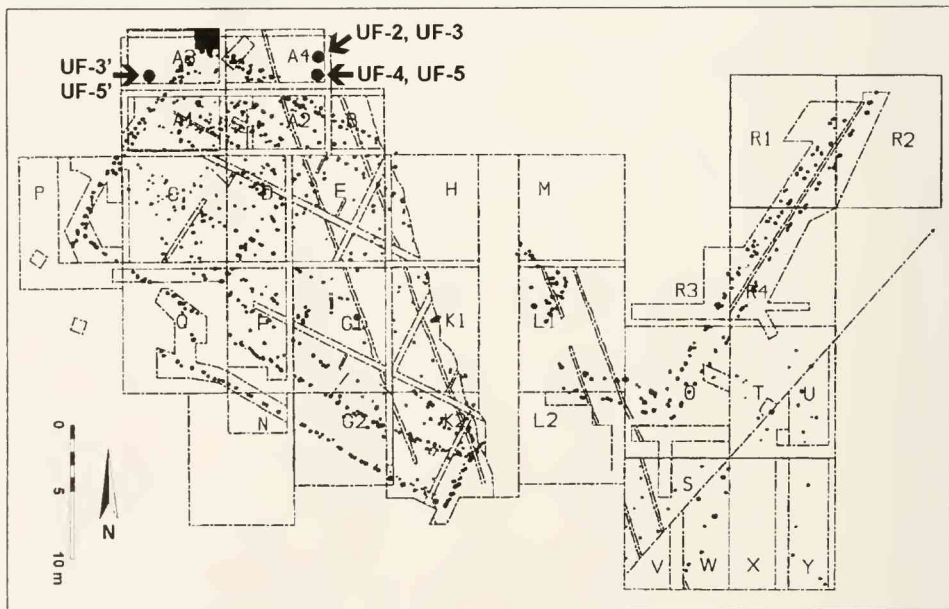 UF-2, UF-3
A3
A4
UF-3'
UF-5'
UF-4, UF-5
A1
A2
B
R1
R2
P
C
D
E
H
M
R3
R4
Q
F
G1
K1
L1
O
T
U
N
G2
K2
L2
S
0
5
10 m
N
V
W
X
Y